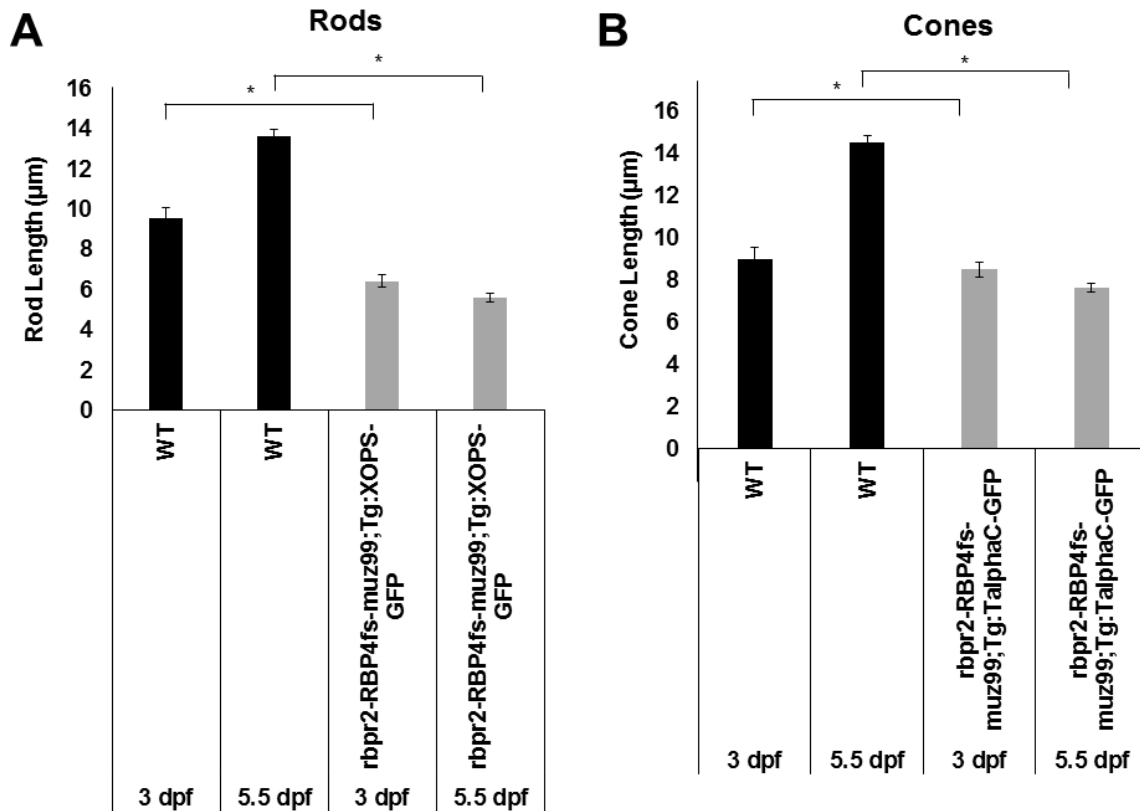 A
Rods
*
*
Rod Length (µm)
16
14
12
10
8
6
4
2
0
WT
WT
rbpr2-RBP4fs-muz99;Tg:XOPS-
GFP
rbpr2-RBP4fs-muz99;Tg:XOPS-
GFP
3 dpf
5.5 dpf
3 dpf
5.5 dpf
B
Cones
*
*
Cone Length (µm)
16
14
12
10
8
6
4
2
0
WT
WT
rbpr2-RBP4fs-
muz99;Tg:TalphaC-GFP
rbpr2-RBP4fs-
muz99;Tg:TalphaC-GFP
3 dpf
5.5 dpf
3 dpf
5.5 dpf